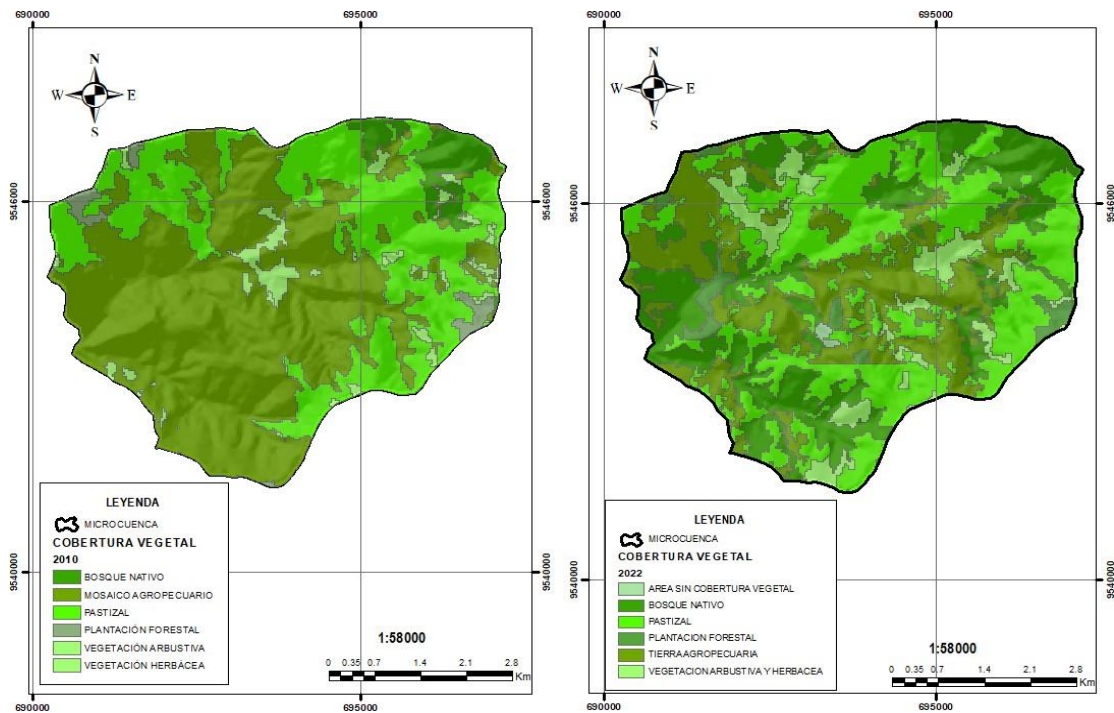 690000 695000
N
W E
S
9546000
9540000
LEYENDA
MICROCUENCA
COBERTURA VEGETAL
2010
BOSQUE NATIVO
MOSAICO AGROPECUARIO
PASTIZAL
PLANTACIÓN FORESTAL
VEGETACIÓN ARBUSTIVA
VEGETACIÓN HERBÁCEA
1:58000
0 0.35 0.7 1.4 2.1 2.8
Km
690000 695000
690000 695000
N
W E
S
9546000 9546000
9540000 9540000
LEYENDA
MICROCUENCA
COBERTURA VEGETAL
2022
AREA SIN COBERTURA VEGETAL
BOSQUE NATIVO
PASTIZAL
PLANTACION FORESTAL
TIERRA AGROPECUARIA
VEGETACION ARBUSTIVA Y HERBACEA
1:58000
0 0.35 0.7 1.4 2.1 2.8
Km
690000 695000